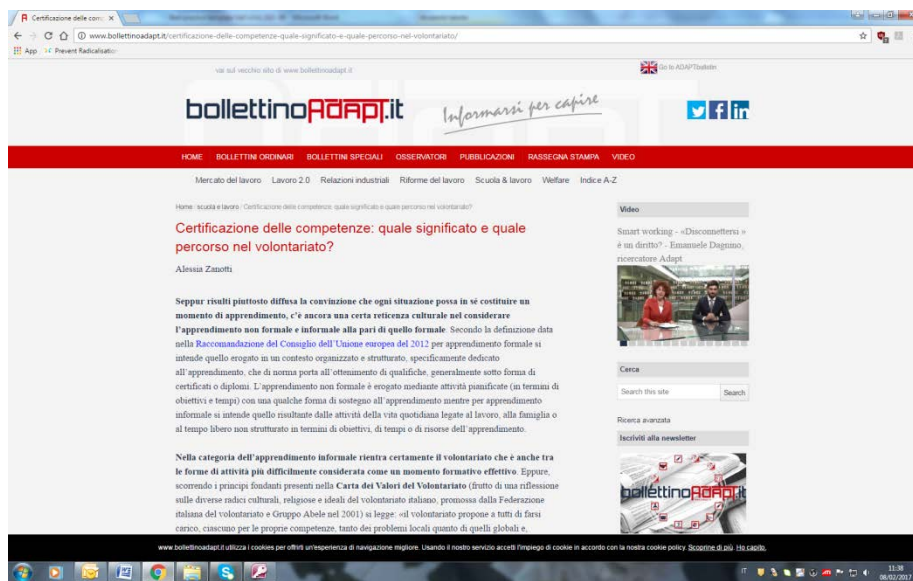 Certificazione delle com
www.bollettinoadapt.it/certificazione-delle-competenze-quale-significato-e-quale-percorso-nel-volontariato/
App Prevent Radicalisatio
vai sul vecchio sito di www.bollettinoadapt.it
Go to ADAPTbulletin
bollettinoADAPT.it
Informarsi per capire
HOME BOLLETTINI ORDINARI BOLLETTINI SPECIALI OSSERVATORI PUBBLICAZIONI RASSEGNA STAMPA VIDEO
Mercato del lavoro Lavoro 2.0 Relazioni industriali Riforme del lavoro Scuola & lavoro Welfare Indice A-Z
Home / scuola e lavoro / Certificazione delle competenze: quale significato e quale percorso nel volontariato?
Certificazione delle competenze: quale significato e quale
percorso nel volontariato?
Alessia Zanotti
Seppur risulti piuttosto diffusa la convinzione che ogni situazione possa in sé costituire un
momento di apprendimento, c'è ancora una certa reticenza culturale nel considerare
l'apprendimento non formale e informale alla pari di quello formale. Secondo la definizione data
nella Raccomandazione del Consiglio dell'Unione europea del 2012 per apprendimento formale si
intende quello erogato in un contesto organizzato e strutturato, specificamente dedicato
all'apprendimento, che di norma porta all'ottenimento di qualifiche, generalmente sotto forma di
certificati o diplomi. L'apprendimento non formale è erogato mediante attività pianificate (in termini di
obiettivi e tempi) con una qualche forma di sostegno all'apprendimento mentre per apprendimento
informale si intende quello risultante dalle attività della vita quotidiana legate al lavoro, alla famiglia o
al tempo libero non strutturato in termini di obiettivi, di tempi o di risorse dell'apprendimento.
Nella categoria dell'apprendimento informale rientra certamente il volontariato che è anche tra
le forme di attività più difficilmente considerata come un momento formativo effettivo. Eppure,
scorrendo i principi fondanti presenti nella Carta dei Valori del Volontariato (frutto di una riflessione
sulle diverse radici culturali, religiose e ideali del volontariato italiano, promossa dalla Federazione
italiana del volontariato e Gruppo Abele nel 2001) si legge: «il volontariato propone a tutti di farsi
carico, ciascuno per le proprie competenze, tanto dei problemi locali quanto di quelli globali e,
Video
Smart working - «Disconnettersi »
è un diritto? - Emanuele Dagnino,
ricercatore Adapt
Cerca
Search this site Search
Ricerca avanzata
Iscriviti alla newsletter
bollettinoADAPT.it
www.bollettinoadapt.it utilizza i cookies per offrirti un'esperienza di navigazione migliore. Usando il nostro servizio accetti l'impiego di cookie in accordo con la nostra cookie policy. Scoprine di più. Ho capito.
IT
11:38
06/02/2017